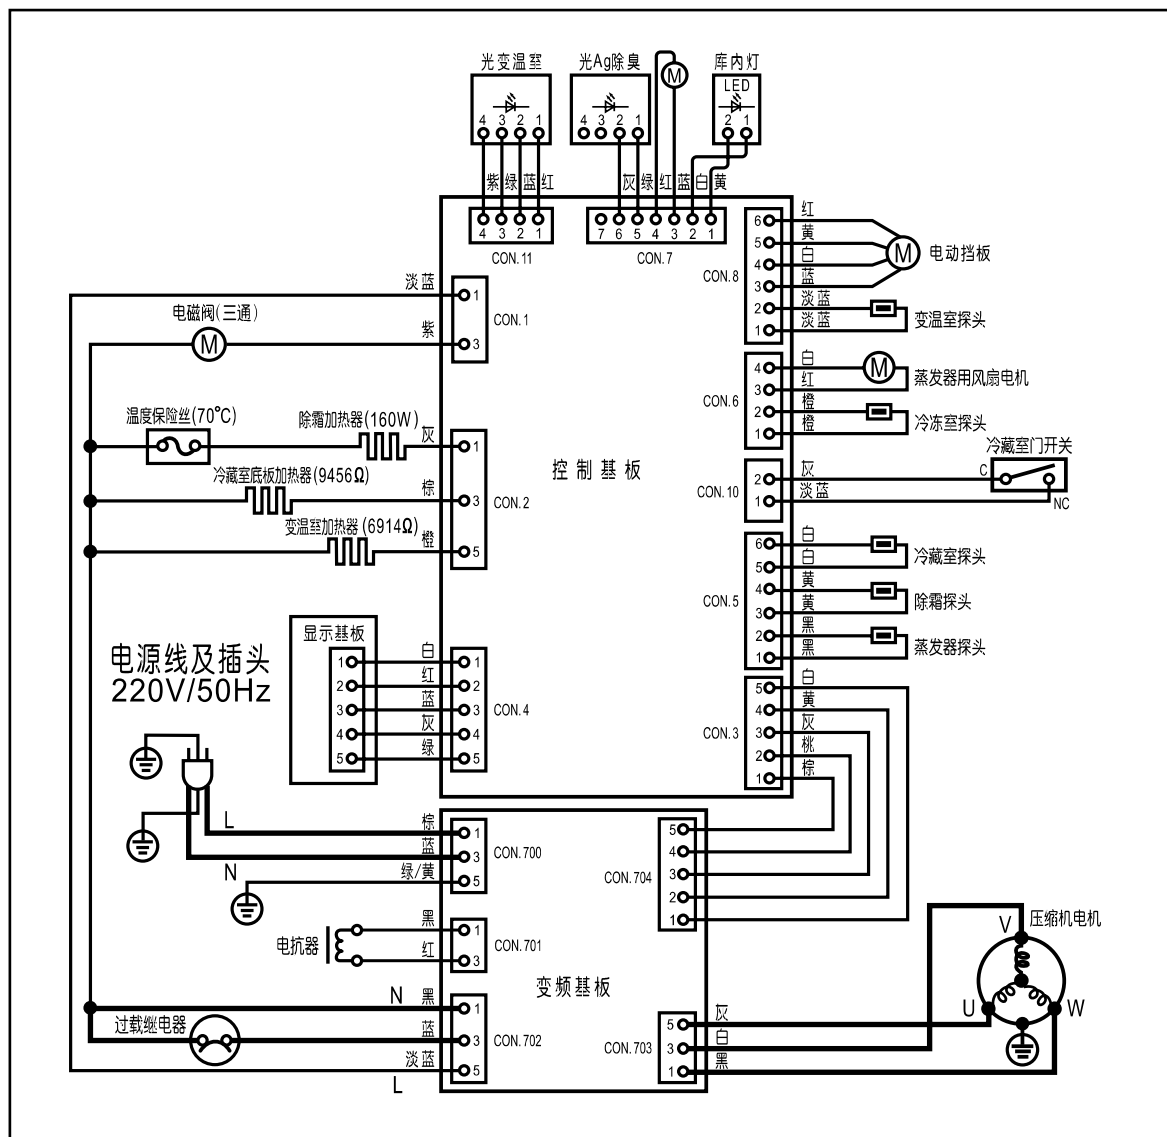 光变温室
光Ag除臭
库内灯
M
LED
4 3 2 1
4 3 2 1
2 1
紫 绿 蓝 红
灰 绿 红 蓝 白 黄
4 3 2 1
7 6 5 4 3 2 1
CON.11
CON.7
红
黄
白
蓝
淡蓝
淡蓝
6
5
4
3
2
1
CON.8
M
电动挡板
变温室探头
淡蓝
紫
1
3
CON.1
电磁阀(三通)
M
白
红
橙
橙
4
3
2
1
CON.6
M
蒸发器用风扇电机
冷冻室探头
温度保险丝(70°C)
除霜加热器(160W)
灰
冷藏室底板加热器(9456Ω)
棕
变温室加热器(6914Ω)
橙
1
3
5
CON.2
控制基板
冷藏室门开关
灰
淡蓝
2
1
CON.10
C
NC
白
白
黄
黄
黑
黑
6
5
4
3
2
1
CON.5
冷藏室探头
除霜探头
蒸发器探头
显示基板
1
2
3
4
5
白
红
蓝
灰
绿
1
2
3
4
5
CON.4
电源线及插头
220V/50Hz
白
黄
灰
桃
棕
5
4
3
2
1
CON.3
L
N
棕
蓝
绿/黄
1
3
5
CON.700
5
4
3
2
1
CON.704
电抗器
黑
红
1
3
CON.701
变频基板
N
黑
过载继电器
蓝
淡蓝
L
1
3
5
CON.702
灰
白
黑
5
3
1
CON.703
压缩机电机
V
U
W